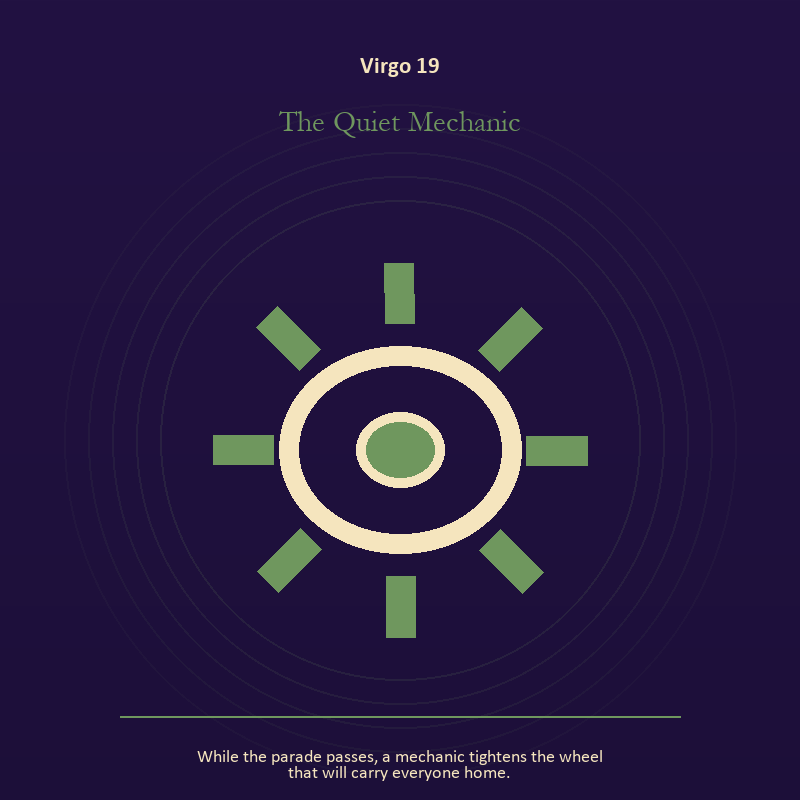 Virgo 19
The Quiet Mechanic
While the parade passes, a mechanic tightens the wheel
that will carry everyone home.